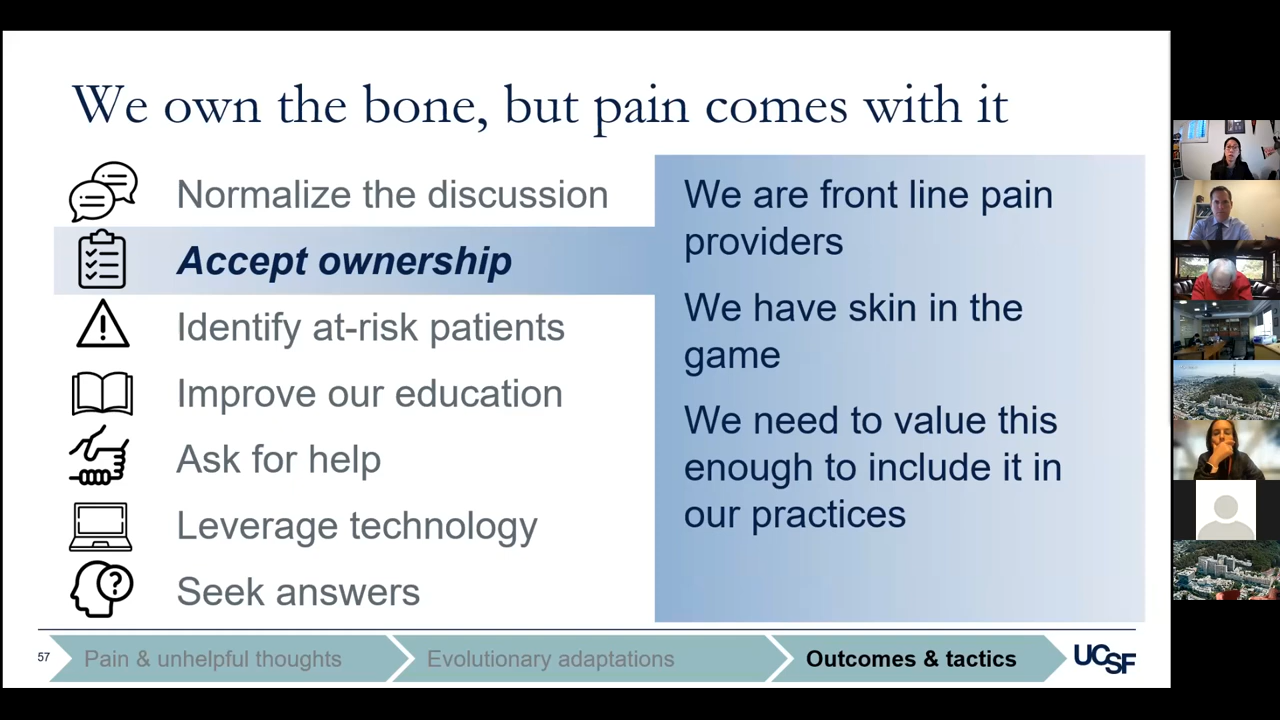 We own the bone, but pain comes with it
Normalize the discussion
Accept ownership
Identify at-risk patients
Improve our education
Ask for help
Leverage technology
Seek answers
We are front line pain
providers
We have skin in the
game
We need to value this
enough to include it in
our practices
57
Pain & unhelpful thoughts
Evolutionary adaptations
Outcomes & tactics
UCSF